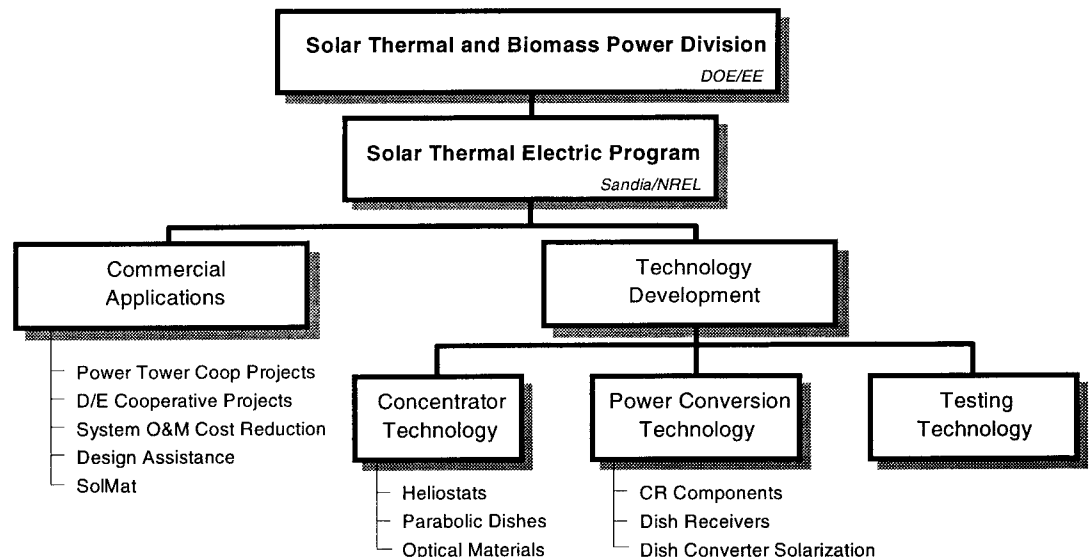 Solar Thermal and Biomass Power Division
DOE/EE
Solar Thermal Electric Program
Sandia/NREL
Commercial
Applications
Technology
Development
Power Tower Coop Projects
D/E Cooperative Projects
System O&M Cost Reduction
Design Assistance
SolMat
Concentrator
Technology
Heliostats
Parabolic Dishes
Optical Materials
Power Conversion
Technology
CR Components
Dish Receivers
Dish Converter Solarization
Testing
Technology